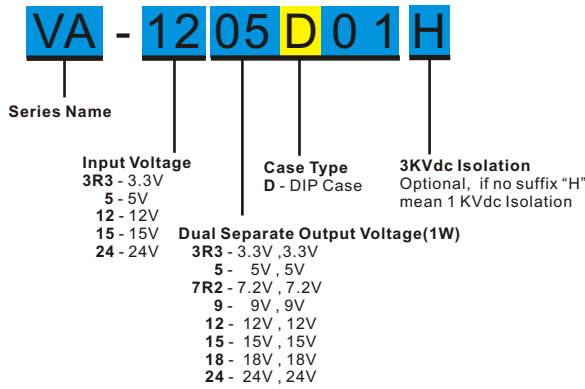 VA - 12 05 D 0 1 H
Series Name
Input Voltage
3R3 - 3.3V
5 - 5V
12 - 12V
15 - 15V
24 - 24V
Case Type
D - DIP Case
3KVdc Isolation
Optional, if no suffix “H”
mean 1 KVdc Isolation
Dual Separate Output Voltage(1W)
3R3 - 3.3V ,3.3V
5 - 5V , 5V
7R2 - 7.2V , 7.2V
9 - 9V , 9V
12 - 12V , 12V
15 - 15V , 15V
18 - 18V , 18V
24 - 24V , 24V